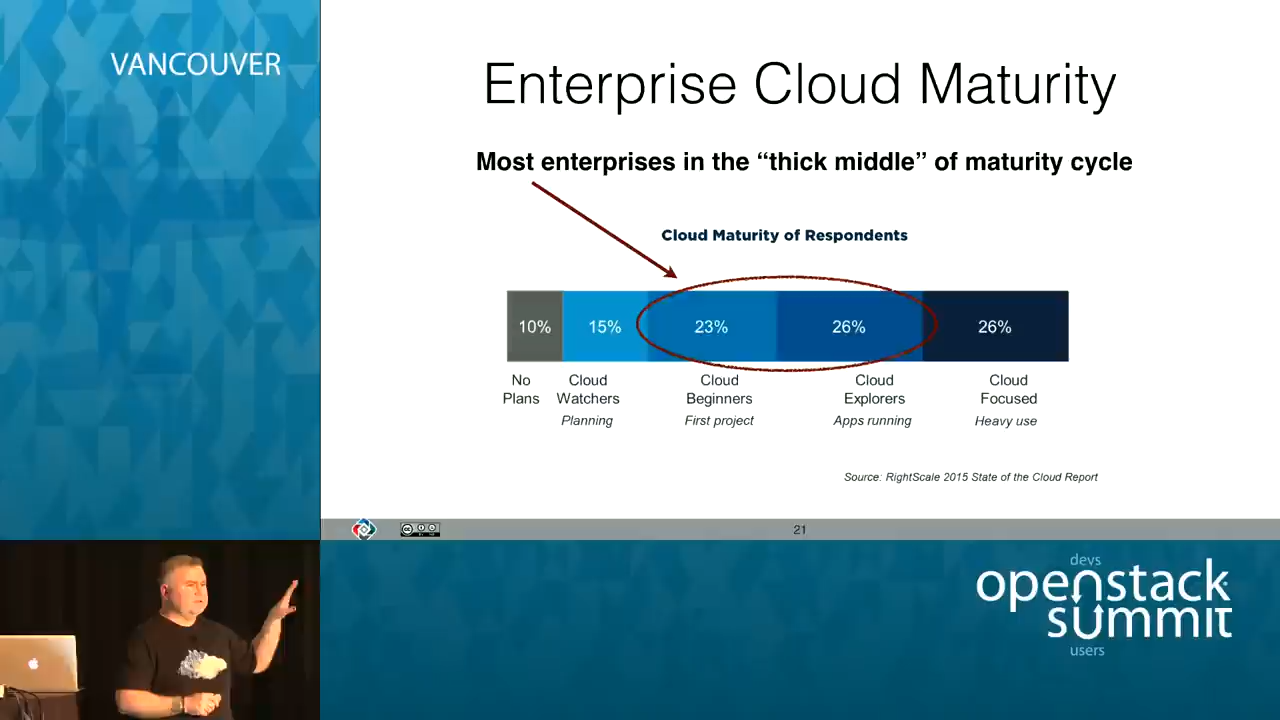 VANCOUVER
Enterprise Cloud Maturity
Most enterprises in the “thick middle” of maturity cycle
Cloud Maturity of Respondents
10% 15% 23% 26% 26%
No Plans
Cloud Watchers
Planning
Cloud Beginners
First project
Cloud Explorers
Apps running
Cloud Focused
Heavy use
Source: RightScale 2015 State of the Cloud Report
21
devs
openstack
summit
users